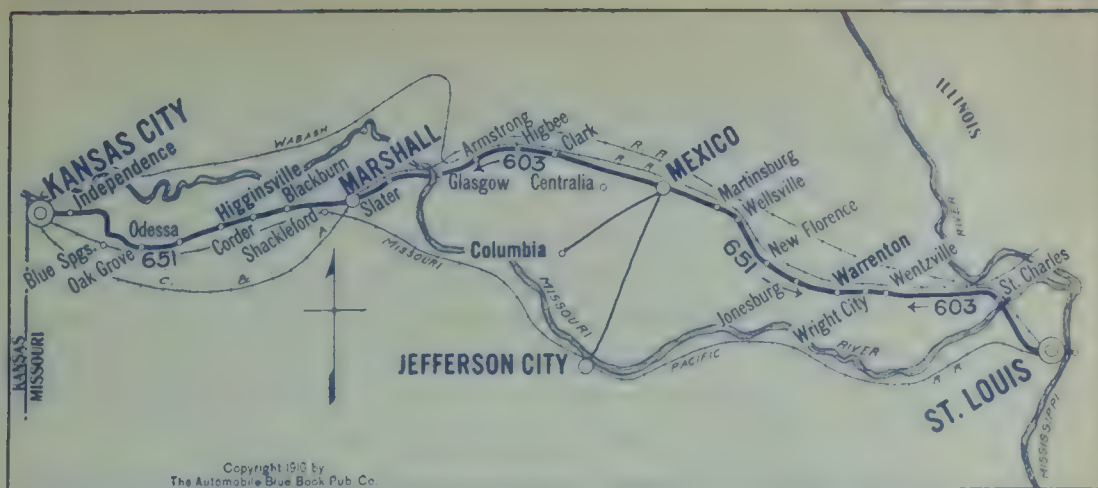 KANSAS CITY
Independence
Blue Spgs.
Oak Grove
Odessa
651
Higginsville
Corder
Blackburn
Shackleford
MARSHALL
Slater
WABASH
C. & A.
Armstrong
Glasgow
Higbee
603
Clark
R R
Centralia
MEXICO
Martinsburg
Wellsville
New Florence
651
Jonesburg
Warrenton
Wright City
Wentzville
603
St. Charles
ST. LOUIS
Columbia
JEFFERSON CITY
MISSOURI
PACIFIC
R R
MISSOURI
RIVER
ILLINOIS
RIVER
MISSISSIPPI
KANSAS
MISSOURI
Copyright 1910 by
The Automobile Blue Book Pub Co.